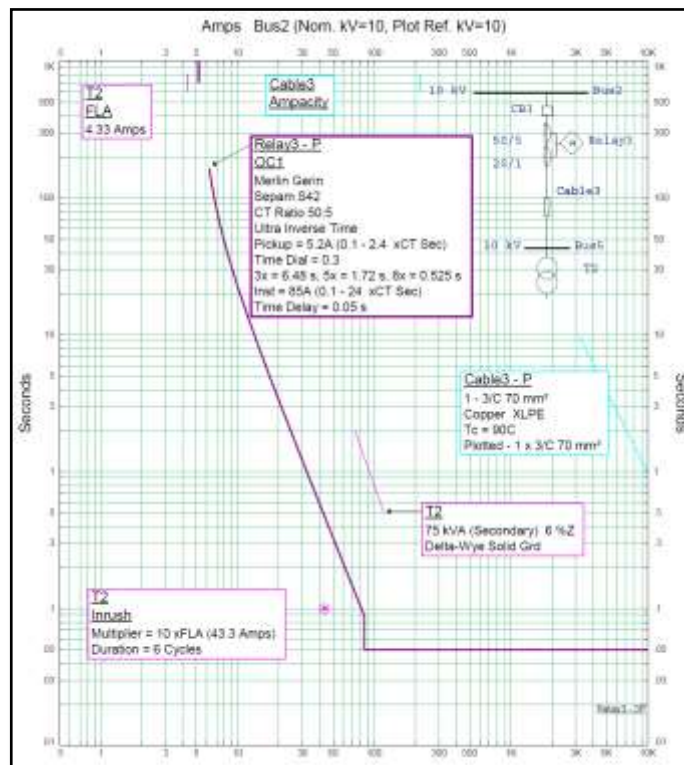 Amps Bus2 (Nom. kV=10, Plot Ref. kV=10)
T2
FLA
4.33 Amps
Cable3
Ampacity
10 kV
Bus2
CB3
50/5
Relay3
20/1
Cable3
10 kV
Bus5
T2
Relay3 - P
OC1
Merlin Gerin
Sepam S42
CT Ratio 50:5
Ultra Inverse Time
Pickup = 5.2A (0.1 - 2.4 xCT Sec)
Time Dial = 0.3
3x = 6.48 s, 5x = 1.72 s, 8x = 0.525 s
Inst = 85A (0.1 - 24 xCT Sec)
Time Delay = 0.05 s
Seconds
Seconds
Cable3 - P
1 - 3/C 70 mm²
Copper XLPE
Tc = 90C
Plotted - 1 x 3/C 70 mm²
T2
75 kVA (Secondary) 6 %Z
Delta-Wye Solid Grd
T2
Inrush
Multiplier = 10 xFLA (43.3 Amps)
Duration = 6 Cycles